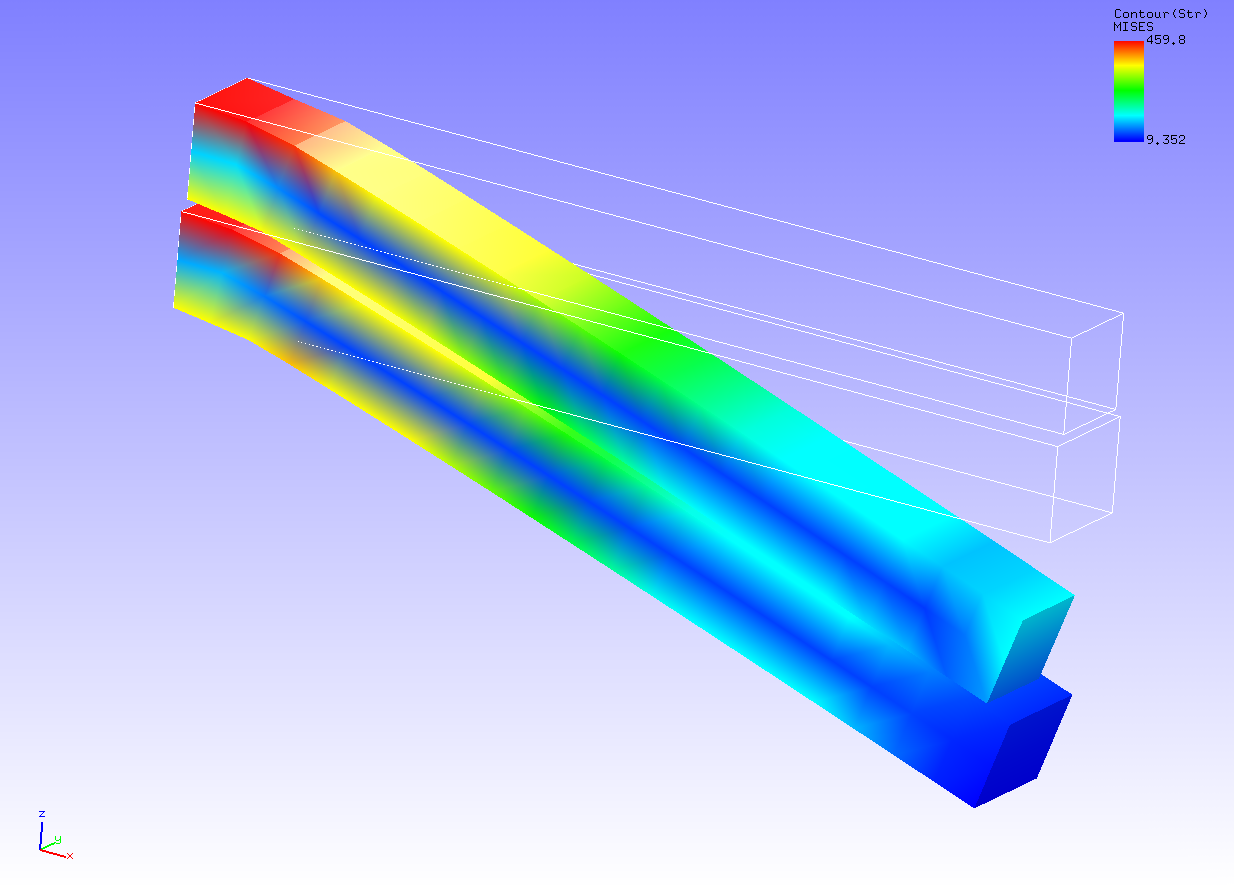 Contour(Str)
MISES
459.8
9.352
z
y
x